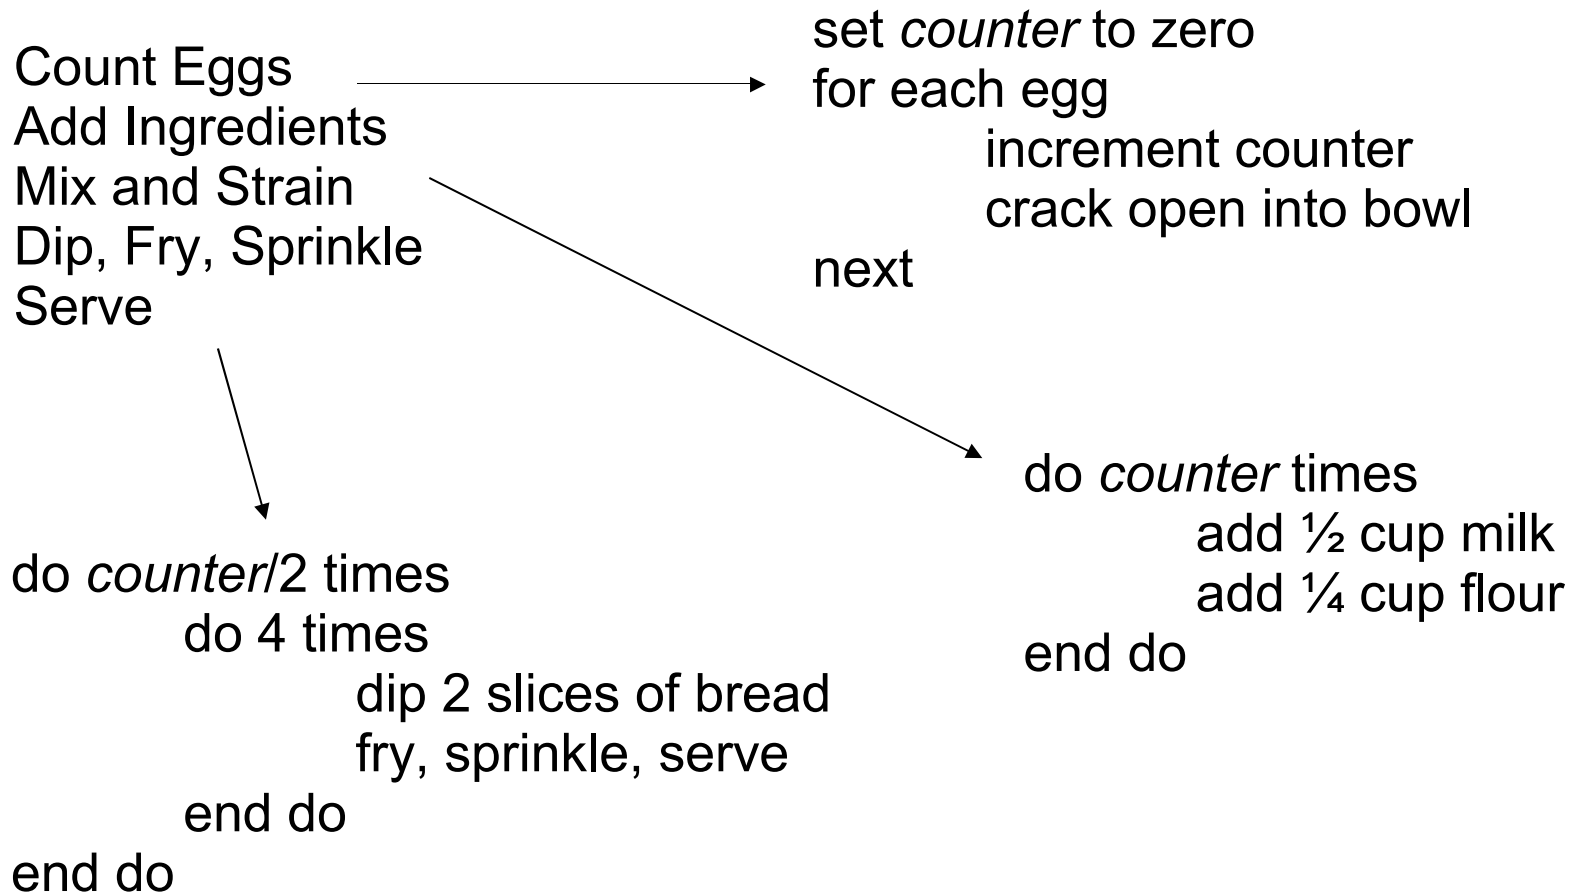 Count Eggs
Add Ingredients
Mix and Strain
Dip, Fry, Sprinkle
Serve
set counter to zero
for each egg
increment counter
crack open into bowl
next
do counter times
add ½ cup milk
add ¼ cup flour
end do
do counter/2 times
do 4 times
dip 2 slices of bread
fry, sprinkle, serve
end do
end do